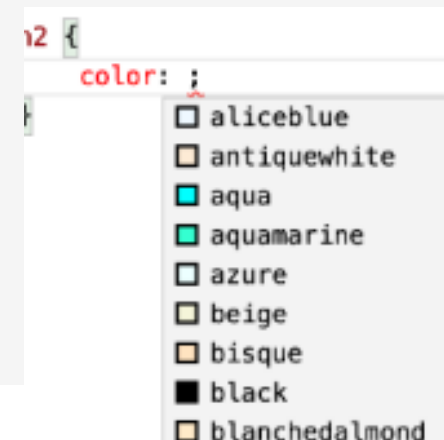 h2 {
color: ;
}
aliceblue
antiquewhite
aqua
aquamarine
azure
beige
bisque
black
blanchedalmond